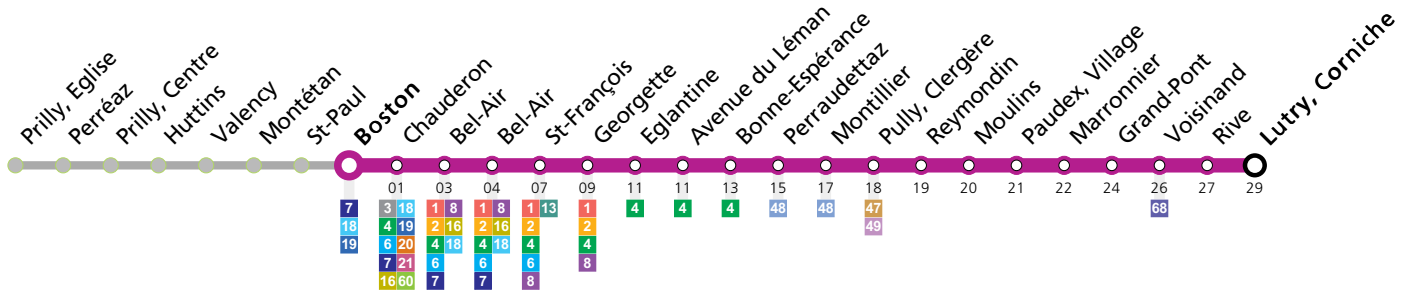 Prilly, Eglise
Perréaz
Prilly, Centre
Huttins
Valency
Montétan
St-Paul
Boston
Chauderon
Bel-Air
Bel-Air
St-François
Georgette
Eglantine
Avenue du Léman
Bonne-Espérance
Perraudettaz
Montillier
Pully, Clergère
Reymondin
Moulins
Paudex, Village
Marronnier
Grand-Pont
Voisinand
Rive
Lutry, Corniche
01 03 04 07 09 11 11 13 15 17 18 19 20 21 22 24 26 27 29
7 3 18 1 8 1 8 1 13 1 4 4 4 48 48 47 68
18 4 19 2 16 2 16 2 2 49
19 6 20 4 18 4 18 4 4
7 21 6 6 6 8
16 60 7 7 8